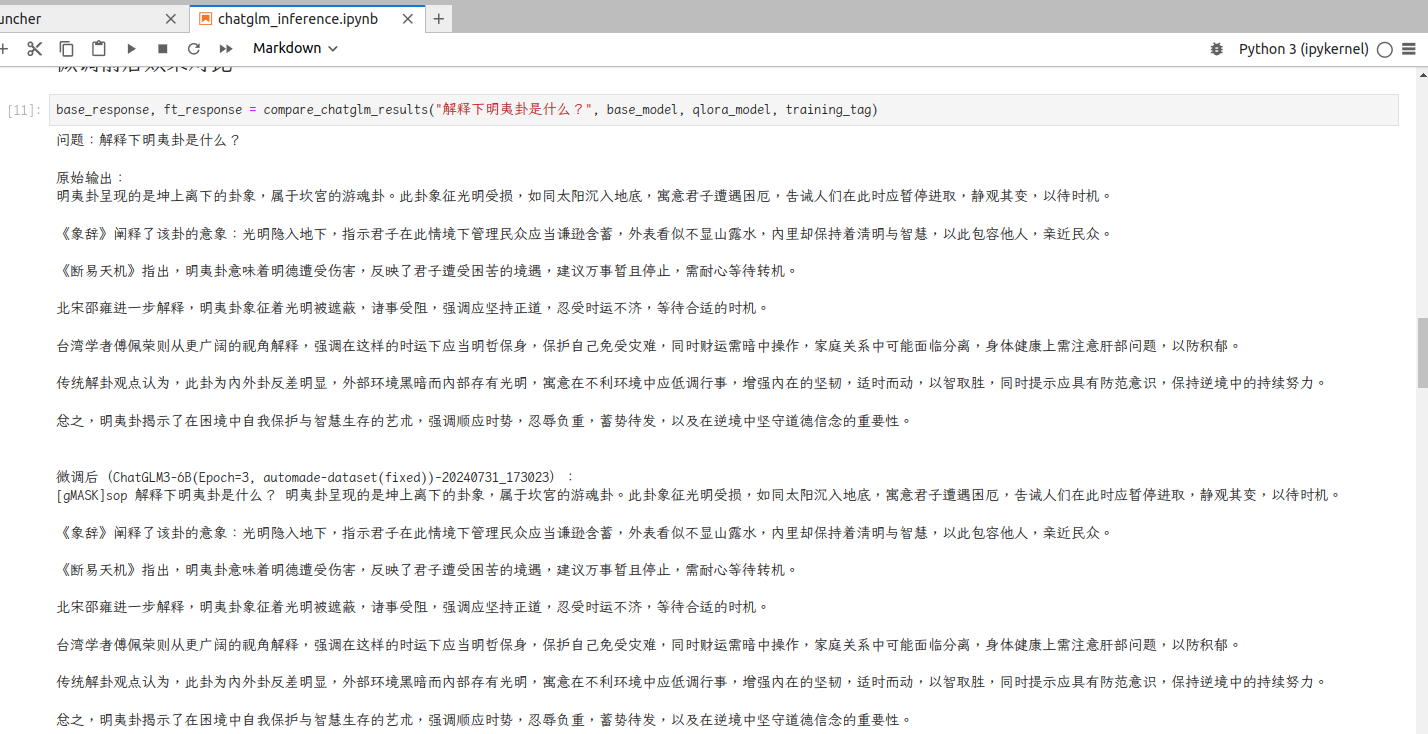 uncher
chatglm_inference.ipynb
Markdown
Python 3 (ipykernel)
微调前后效果对比
[11]:
base_response, ft_response = compare_chatglm_results("解释下明夷卦是什么？", base_model, qlora_model, training_tag)
问题：解释下明夷卦是什么？
原始输出：
明夷卦呈现的是坤上离下的卦象，属于坎宫的游魂卦。此卦象征光明受损，如同太阳沉入地底，寓意君子遭遇困厄，告诫人们在此时应暂停进取，静观其变，以待时机。
《象辞》阐释了该卦的意象：光明隐入地下，指示君子在此情境下管理民众应当谦逊含蓄，外表看似不显山露水，内里却保持着清明与智慧，以此包容他人，亲近民众。
《断易天机》指出，明夷卦意味着明德遭受伤害，反映了君子遭受困苦的境遇，建议万事暂且停止，需耐心等待转机。
北宋邵雍进一步解释，明夷卦象征着光明被遮蔽，诸事受阻，强调应坚持正道，忍受时运不济，等待合适的时机。
台湾学者傅佩荣则从更广阔的视角解释，强调在这样的时运下应当明哲保身，保护自己免受灾难，同时财运需暗中操作，家庭关系中可能面临分离，身体健康上需注意肝部问题，以防积郁。
传统解卦观点认为，此卦为内外卦反差明显，外部环境黑暗而内部存有光明，寓意在不利环境中应低调行事，增强内在的坚韧，适时而动，以智取胜，同时提示应具有防范意识，保持逆境中的持续努力。
总之，明夷卦揭示了在困境中自我保护与智慧生存的艺术，强调顺应时势，忍辱负重，蓄势待发，以及在逆境中坚守道德信念的重要性。
微调后（ChatGLM3-6B(Epoch=3, automade-dataset(fixed))-20240731_173023）：
[gMASK]sop 解释下明夷卦是什么？ 明夷卦呈现的是坤上离下的卦象，属于坎宫的游魂卦。此卦象征光明受损，如同太阳沉入地底，寓意君子遭遇困厄，告诫人们在此时应暂停进取，静观其变，以待时机。
《象辞》阐释了该卦的意象：光明隐入地下，指示君子在此情境下管理民众应当谦逊含蓄，外表看似不显山露水，内里却保持着清明与智慧，以此包容他人，亲近民众。
《断易天机》指出，明夷卦意味着明德遭受伤害，反映了君子遭受困苦的境遇，建议万事暂且停止，需耐心等待转机。
北宋邵雍进一步解释，明夷卦象征着光明被遮蔽，诸事受阻，强调应坚持正道，忍受时运不济，等待合适的时机。
台湾学者傅佩荣则从更广阔的视角解释，强调在这样的时运下应当明哲保身，保护自己免受灾难，同时财运需暗中操作，家庭关系中可能面临分离，身体健康上需注意肝部问题，以防积郁。
传统解卦观点认为，此卦为内外卦反差明显，外部环境黑暗而内部存有光明，寓意在不利环境中应低调行事，增强内在的坚韧，适时而动，以智取胜，同时提示应具有防范意识，保持逆境中的持续努力。
总之，明夷卦揭示了在困境中自我保护与智慧生存的艺术，强调顺应时势，忍辱负重，蓄势待发，以及在逆境中坚守道德信念的重要性。